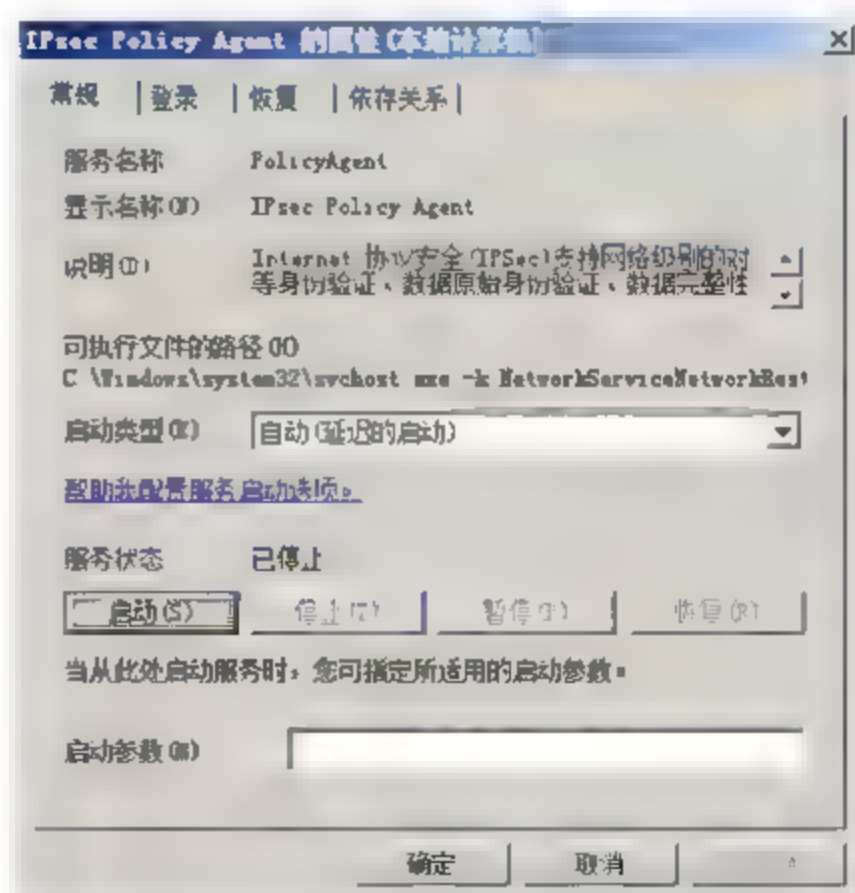 IPsec Policy Agent 的属性(本地计算机)
常规 登录 恢复 依存关系
服务名称 PolicyAgent
显示名称(N) IPsec Policy Agent
说明(D) Internet 协议安全(IPSec)支持网络级别的对
等身份验证、数据原始身份验证、数据完整性
可执行文件的路径(H)
C \Windows\system32\svchost exe -k NetworkServiceNetworkRest
启动类型(E) 自动(延迟的启动)
帮助我配置服务启动选项。
服务状态 已停止
启动(S) 停止(T) 暂停(P) 恢复(R)
当从此处启动服务时，您可指定所适用的启动参数。
启动参数(M)
确定 取消